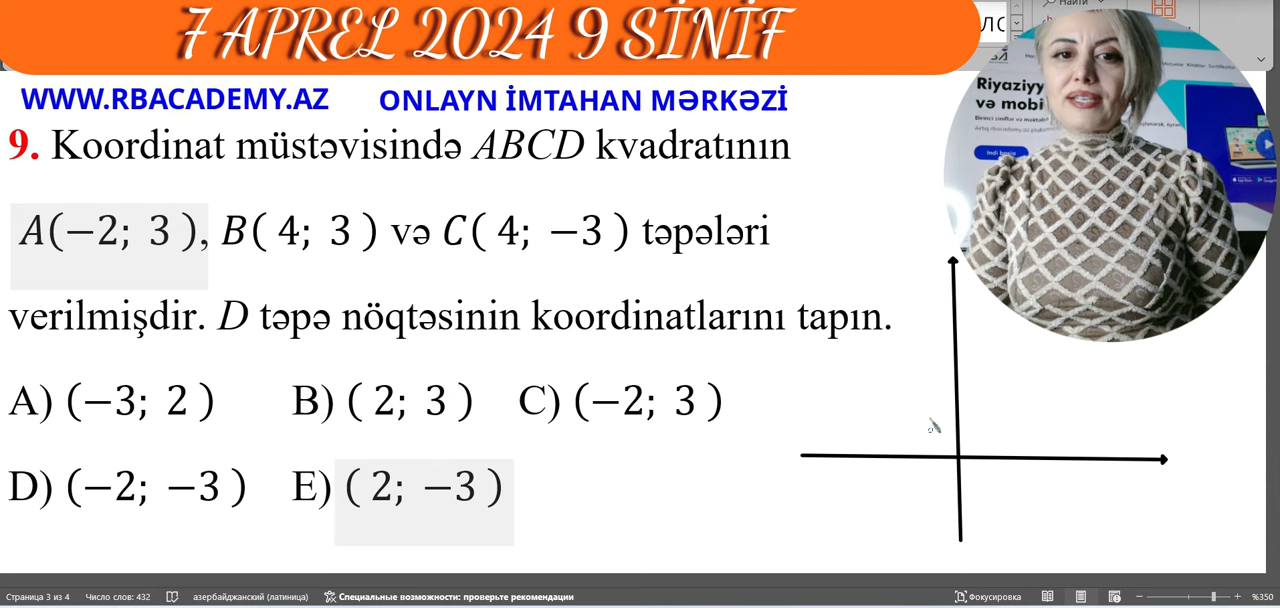 7 APREL 2024 9 SİNİF
Найти
WWW.RBACADEMY.AZ ONLAYN İMTAHAN MƏRKƏZİ
Riyaziyy
və mobi
Indi başla
9. Koordinat müstəvisində ABCD kvadratının
A(−2; 3 ), B( 4; 3 ) və C( 4; −3 ) təpələri
verilmişdir. D təpə nöqtəsinin koordinatlarını tapın.
A) (−3; 2 ) B) ( 2; 3 ) C) (−2; 3 )
D) (−2; −3 ) E) ( 2; −3 )
Страница 3 из 4 Число слов: 432 азербайджанский (латиница) Специальные возможности: проверьте рекомендации Фокусировка %350